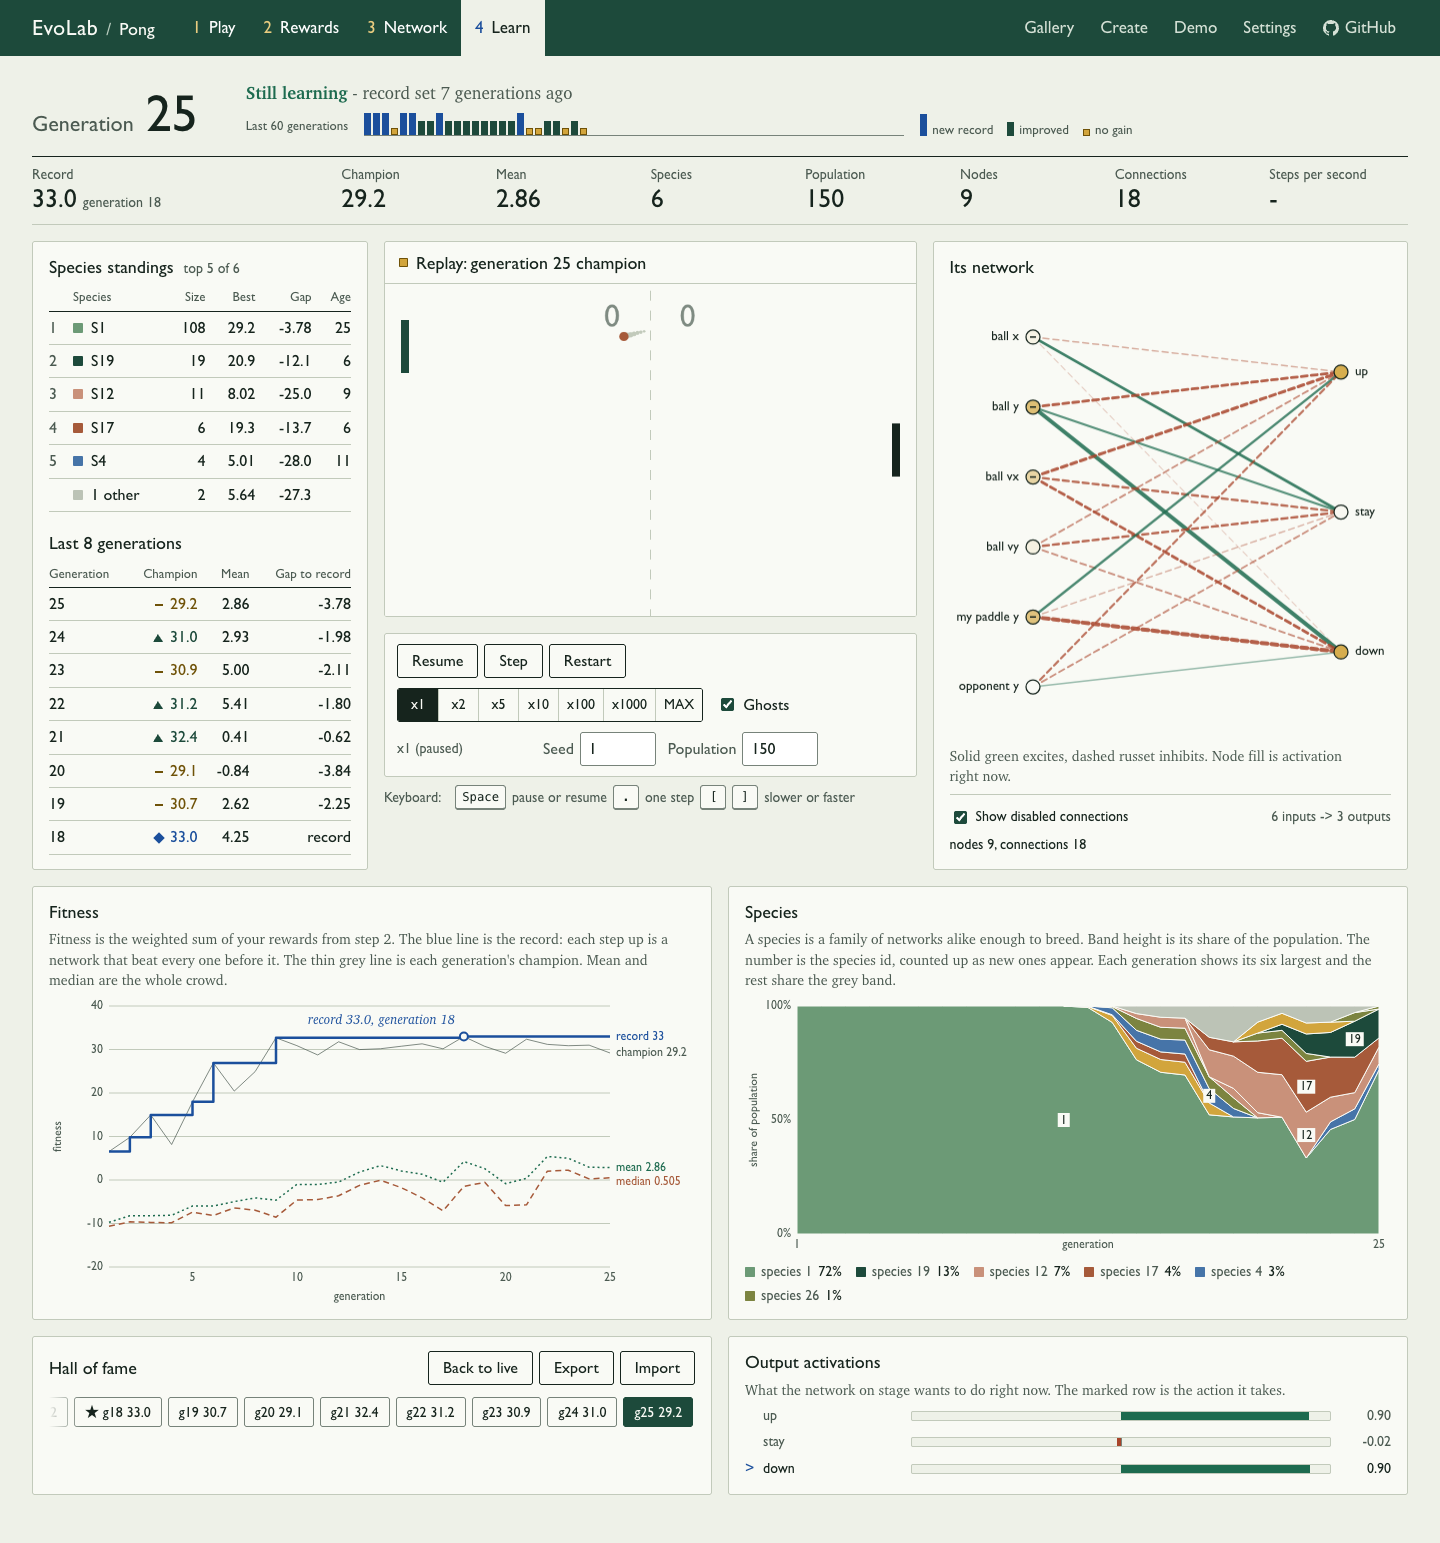 EvoLab / Pong 1 Play 2 Rewards 3 Network 4 Learn Gallery Create Demo Settings GitHub
Generation 25
Still learning - record set 7 generations ago
Last 60 generations
new record improved no gain
Record Champion Mean Species Population Nodes Connections Steps per second
33.0 generation 18 29.2 2.86 6 150 9 18 -
Species standings top 5 of 6
Species Size Best Gap Age
1 S1 108 29.2 -3.78 25
2 S19 19 20.9 -12.1 6
3 S12 11 8.02 -25.0 9
4 S17 6 19.3 -13.7 6
5 S4 4 5.01 -28.0 11
1 other 2 5.64 -27.3
Last 8 generations
Generation Champion Mean Gap to record
25 29.2 2.86 -3.78
24 31.0 2.93 -1.98
23 30.9 5.00 -2.11
22 31.2 5.41 -1.80
21 32.4 0.41 -0.62
20 29.1 -0.84 -3.84
19 30.7 2.62 -2.25
18 33.0 4.25 record
Replay: generation 25 champion
0 0
Resume Step Restart
x1 x2 x5 x10 x100 x1000 MAX Ghosts
x1 (paused) Seed 1 Population 150
Keyboard: Space pause or resume . one step [ ] slower or faster
Its network
ball x
up
ball y
ball vx
stay
ball vy
my paddle y
down
opponent y
Solid green excites, dashed russet inhibits. Node fill is activation
right now.
Show disabled connections 6 inputs -> 3 outputs
nodes 9, connections 18
Fitness
Fitness is the weighted sum of your rewards from step 2. The blue line is the record: each step up is a
network that beat every one before it. The thin grey line is each generation's champion. Mean and
median are the whole crowd.
40
record 33.0, generation 18
record 33
30
champion 29.2
20
10
fitness
mean 2.86
0
median 0.505
-10
-20
5 10 15 20 25
generation
Species
A species is a family of networks alike enough to breed. Band height is its share of the population. The
number is the species id, counted up as new ones appear. Each generation shows its six largest and the
rest share the grey band.
100%
19
17
4
50%
1
12
share of population
0%
1 generation 25
species 1 72% species 19 13% species 12 7% species 17 4% species 4 3%
species 26 1%
Hall of fame Back to live Export Import
2 ★ g18 33.0 g19 30.7 g20 29.1 g21 32.4 g22 31.2 g23 30.9 g24 31.0 g25 29.2
Output activations
What the network on stage wants to do right now. The marked row is the action it takes.
up 0.90
stay -0.02
> down 0.90